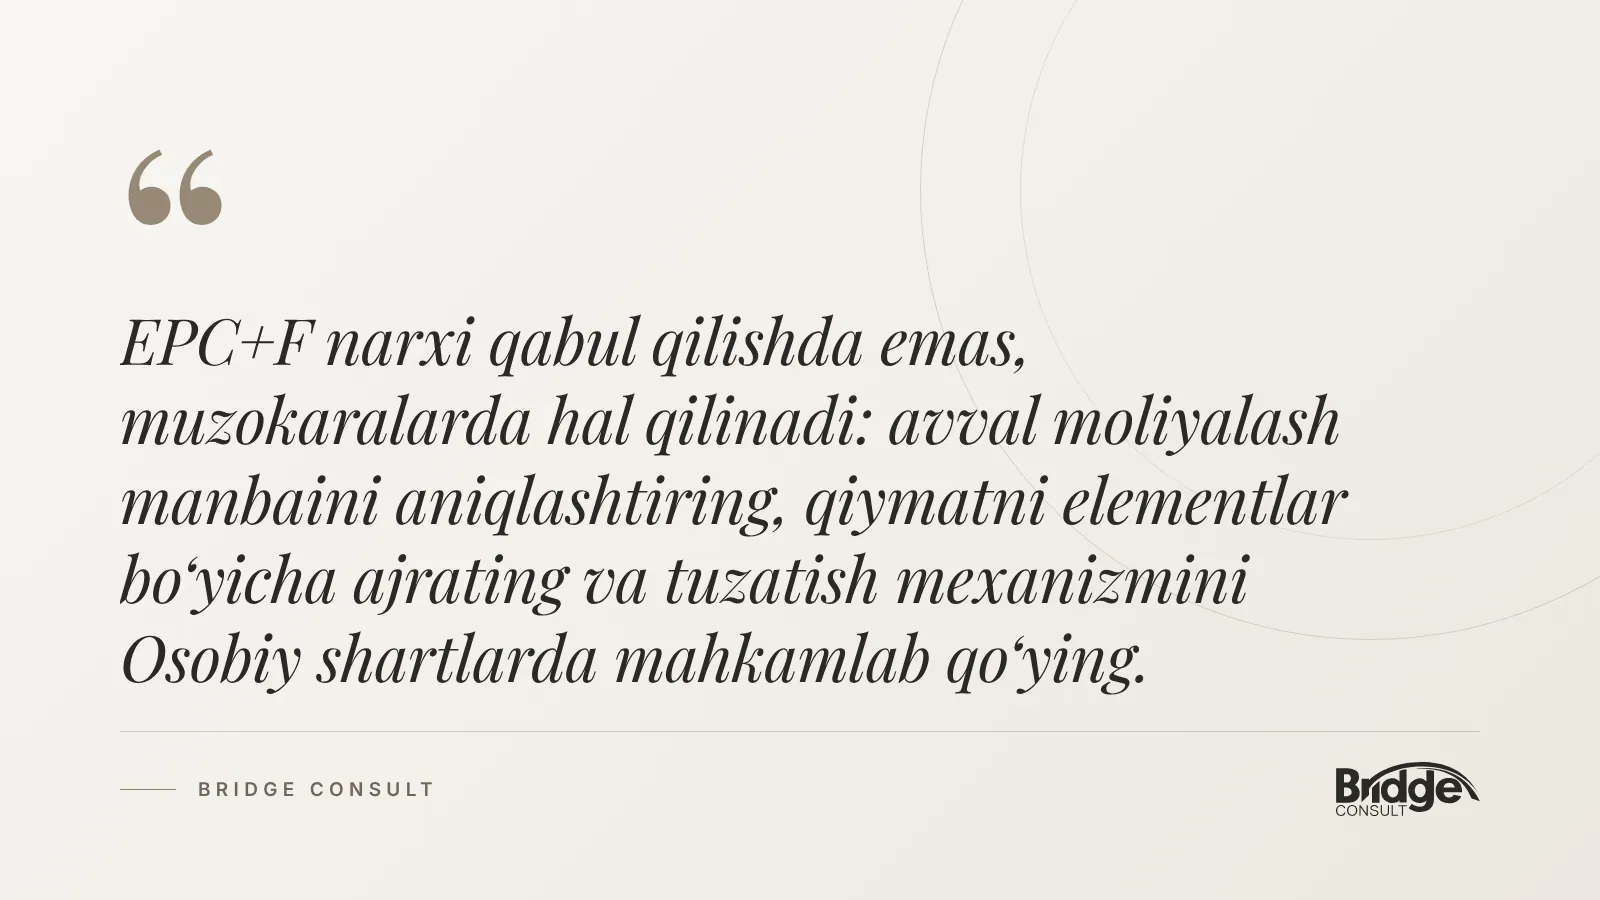 “
EPC+F narxi qabul qilishda emas,
muzokaralarda hal qilinadi: avval moliyalash
manbaini aniqlashtiring, qiymatni elementlar
bo‘yicha ajrating va tuzatish mexanizmini
Osobiy shartlarda mahkamlab qo‘ying.
BRIDGE CONSULT
Bridge
CONSULT